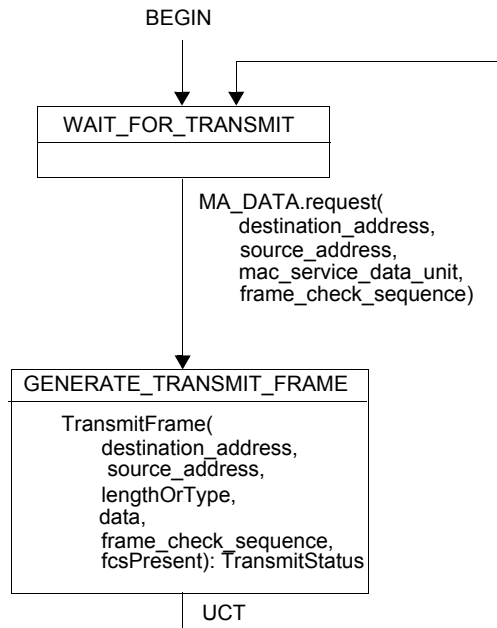 BEGIN
WAIT_FOR_TRANSMIT
MA_DATA.request(
destination_address,
source_address,
mac_service_data_unit,
frame_check_sequence)
GENERATE_TRANSMIT_FRAME
TransmitFrame(
destination_address,
source_address,
lengthOrType,
data,
frame_check_sequence,
fcsPresent): TransmitStatus
UCT